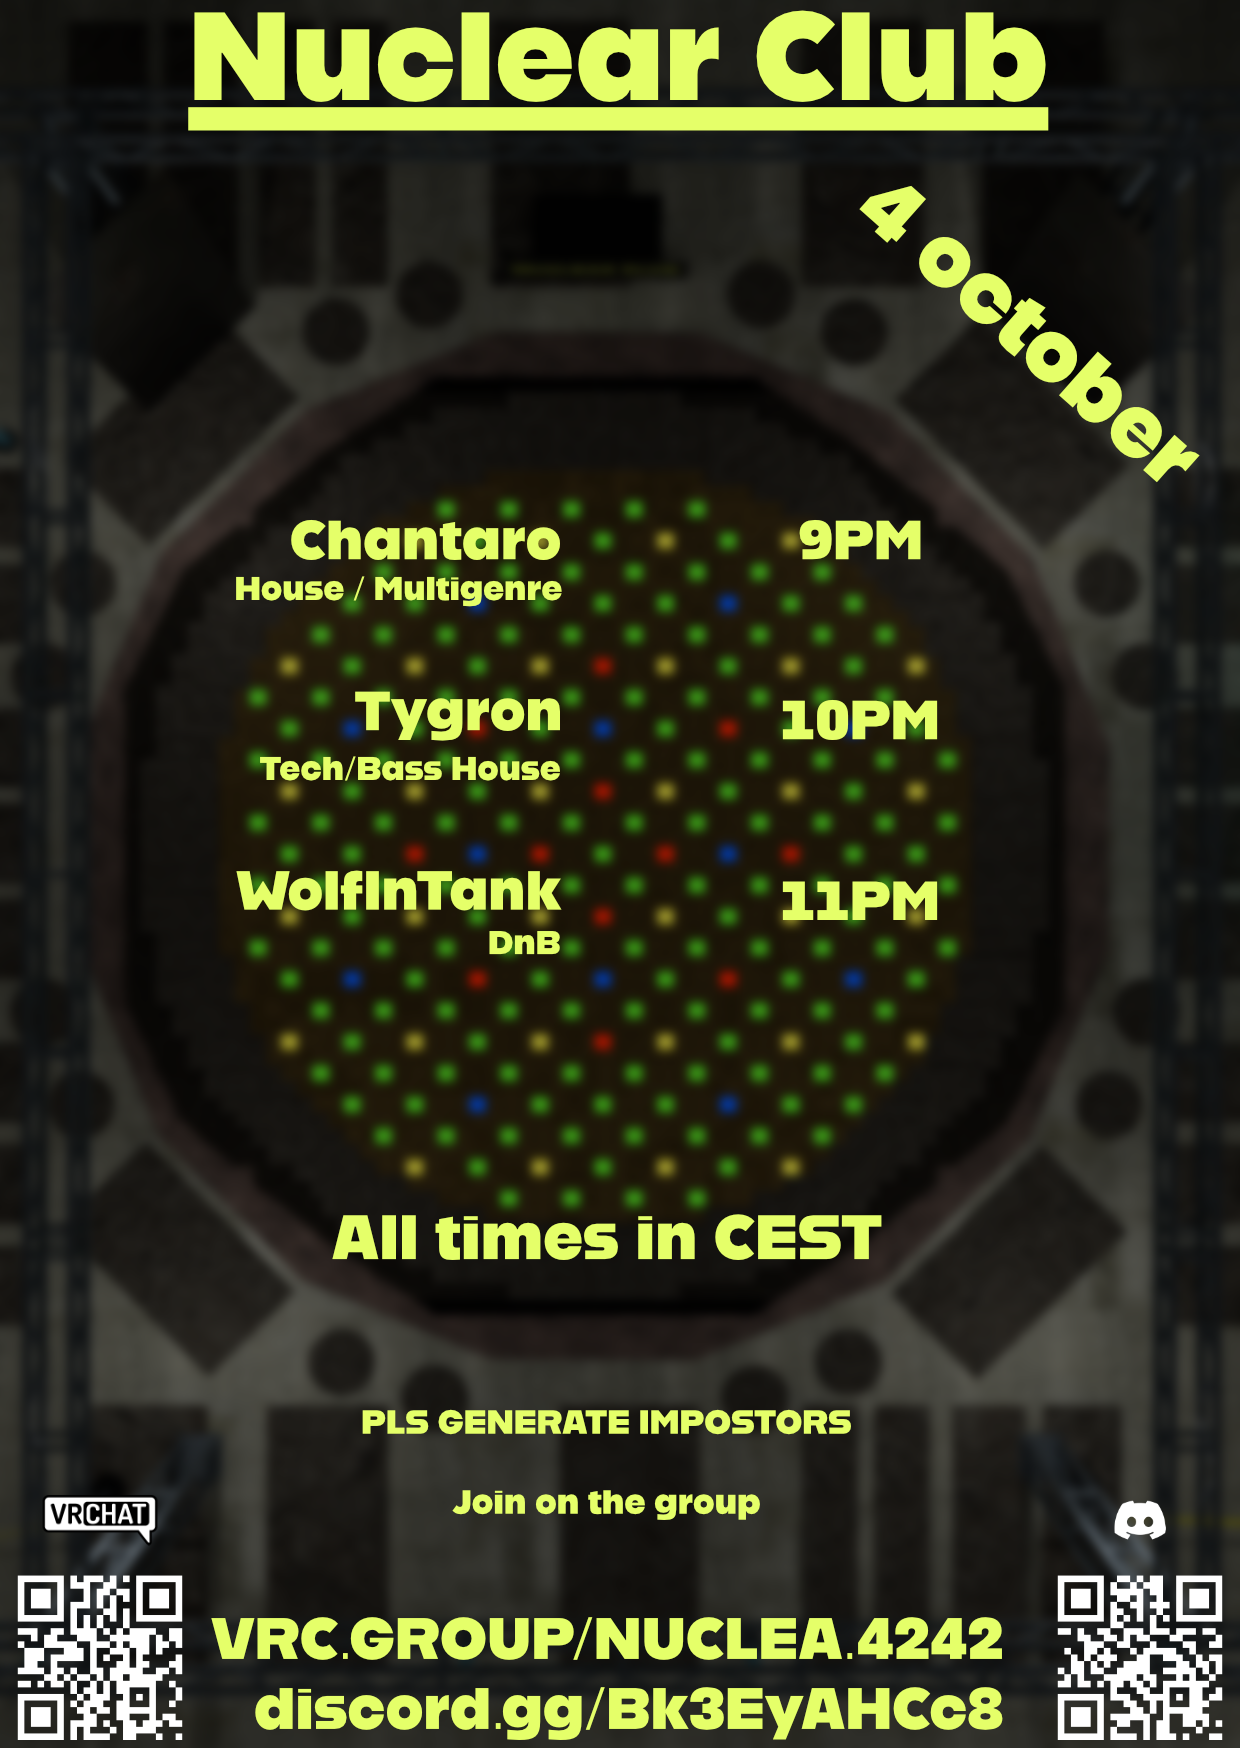 Nuclear Club
4 october
Chantaro 9PM
House / Multigenre
Tygron 10PM
Tech/Bass House
WolfInTank 11PM
DnB
All times in CEST
PLS GENERATE IMPOSTORS
Join on the group
VRCHAT
VRC.GROUP/NUCLEA.4242
discord.gg/Bk3EyAHCc8